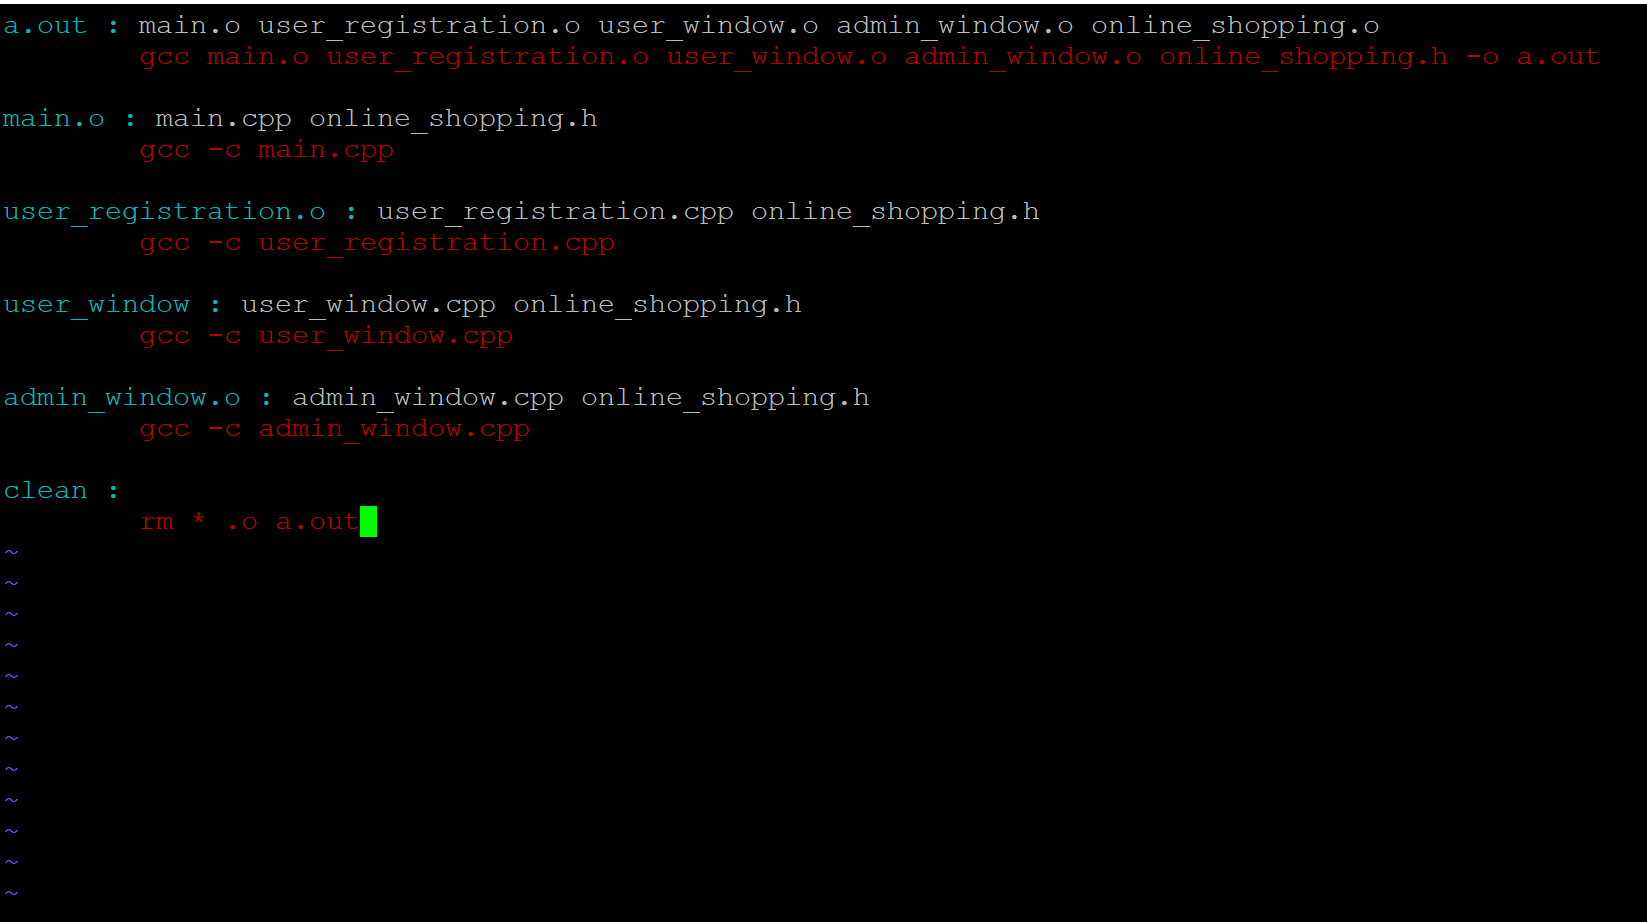 a.out : main.o user_registration.o user_window.o admin_window.o online_shopping.o
gcc main.o user_registration.o user_window.o admin_window.o online_shopping.h -o a.out
main.o : main.cpp online_shopping.h
gcc -c main.cpp
user_registration.o : user_registration.cpp online_shopping.h
gcc -c user_registration.cpp
user_window : user_window.cpp online_shopping.h
gcc -c user_window.cpp
admin_window.o : admin_window.cpp online_shopping.h
gcc -c admin_window.cpp
clean :
rm * .o a.out
~
~
~
~
~
~
~
~
~
~
~
~